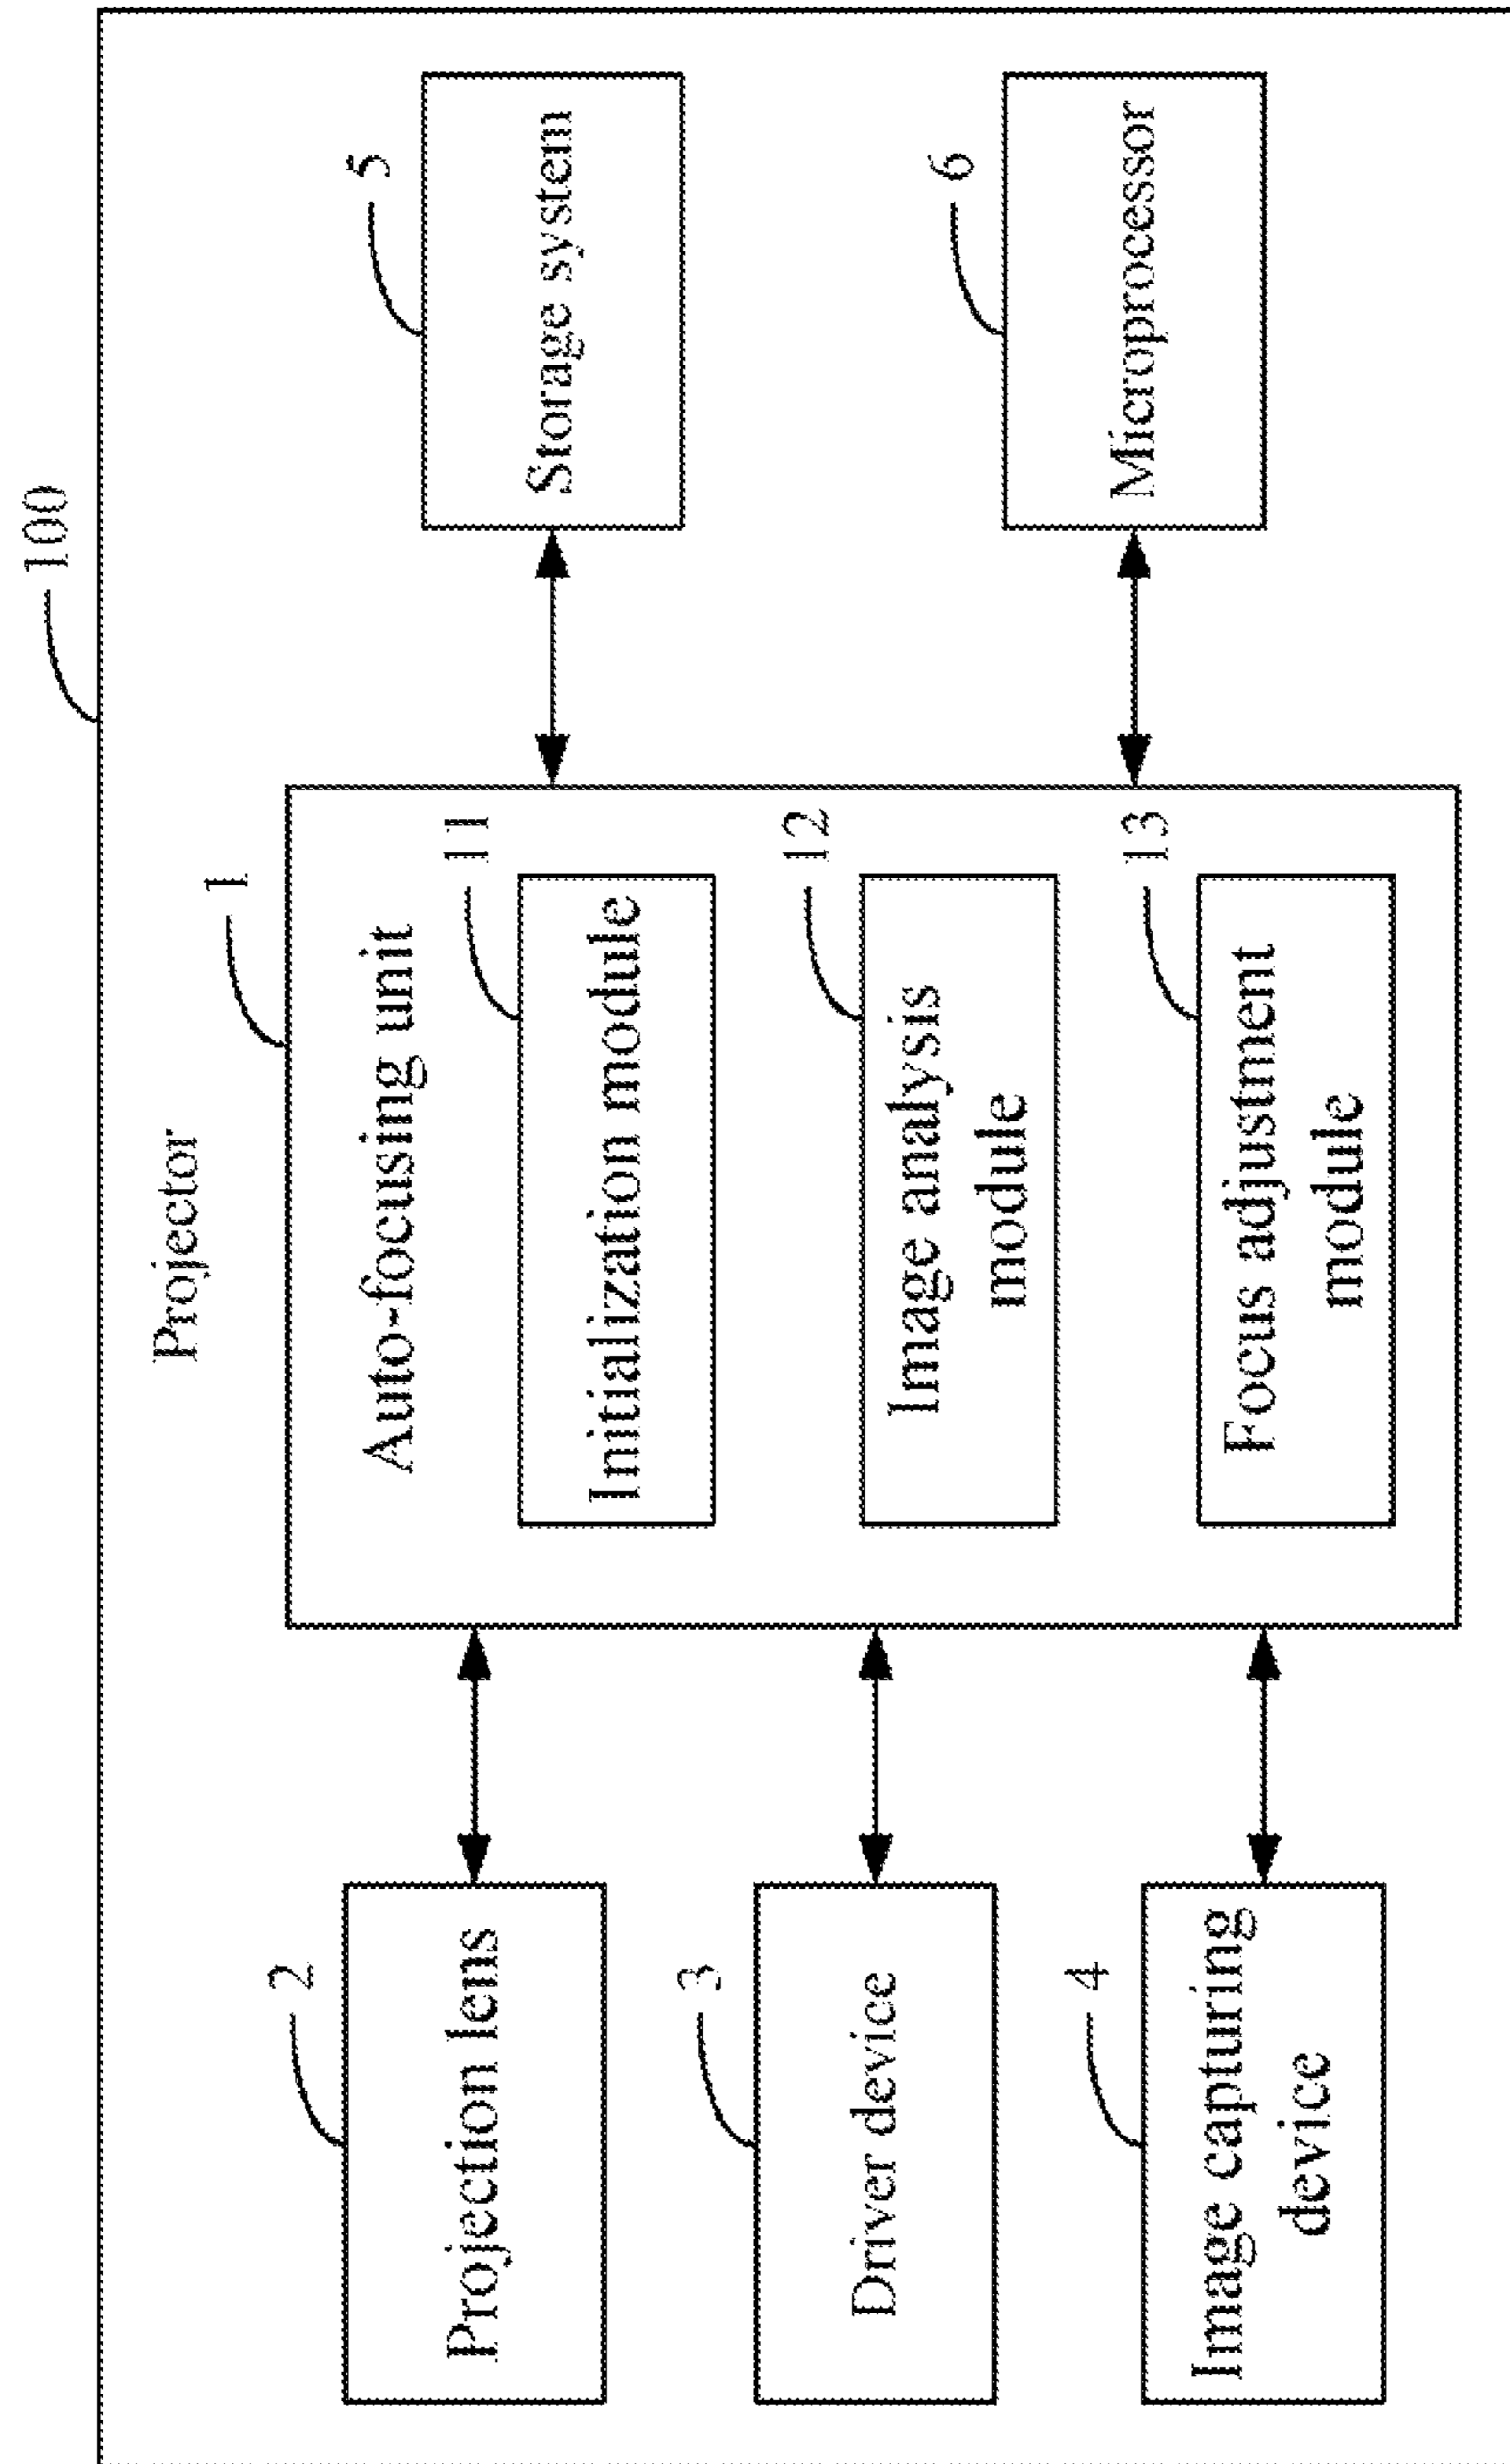 100
Projector
1
Auto-focusing unit
11
Initialization module
12
Image analysis
module
13
Focus adjustment
module
2
Projection lens
3
Driver device
4
Image capturing
device
5
Storage system
6
Microprocessor